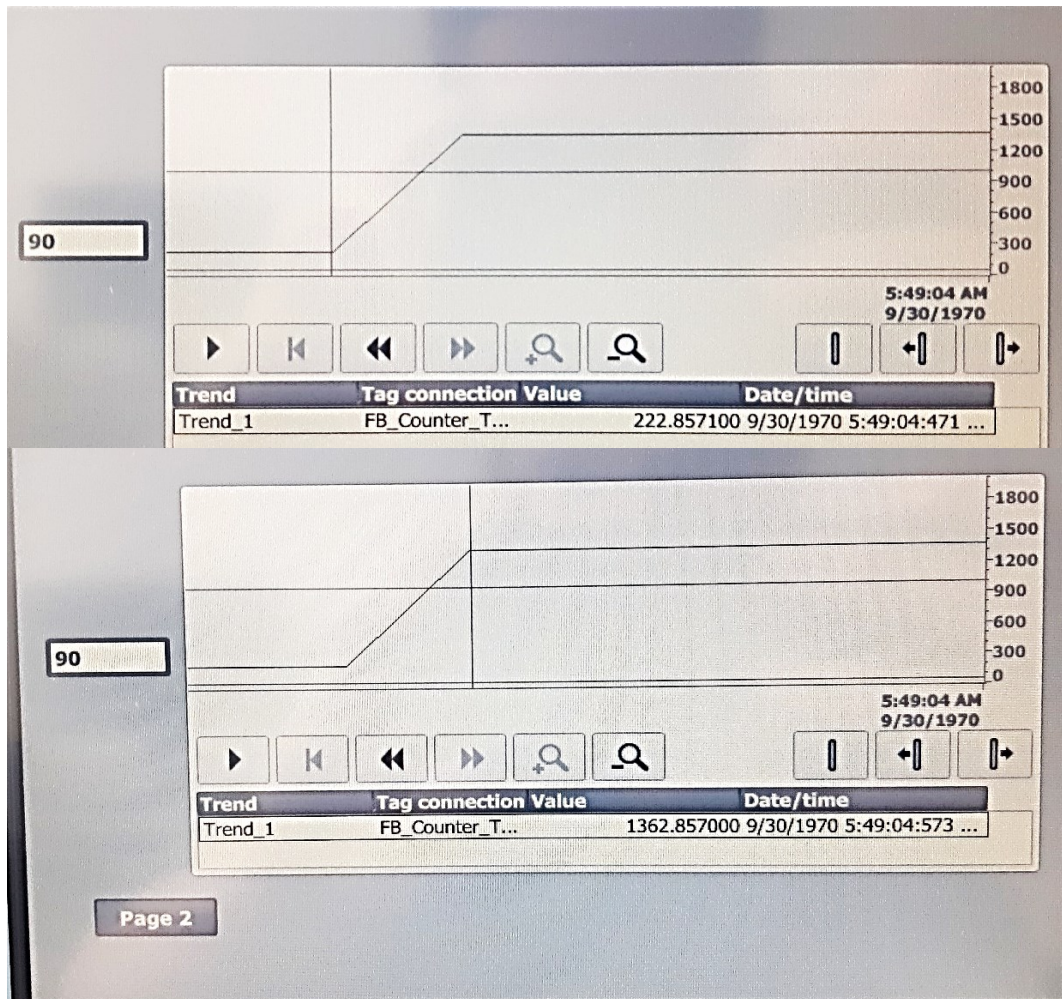 1800
1500
1200
900
600
300
0
90
5:49:04 AM
9/30/1970
Trend Tag connection Value Date/time
Trend_1 FB_Counter_T... 222.857100 9/30/1970 5:49:04:471 ...
1800
1500
1200
900
600
300
0
90
5:49:04 AM
9/30/1970
Trend Tag connection Value Date/time
Trend_1 FB_Counter_T... 1362.857000 9/30/1970 5:49:04:573 ...
Page 2